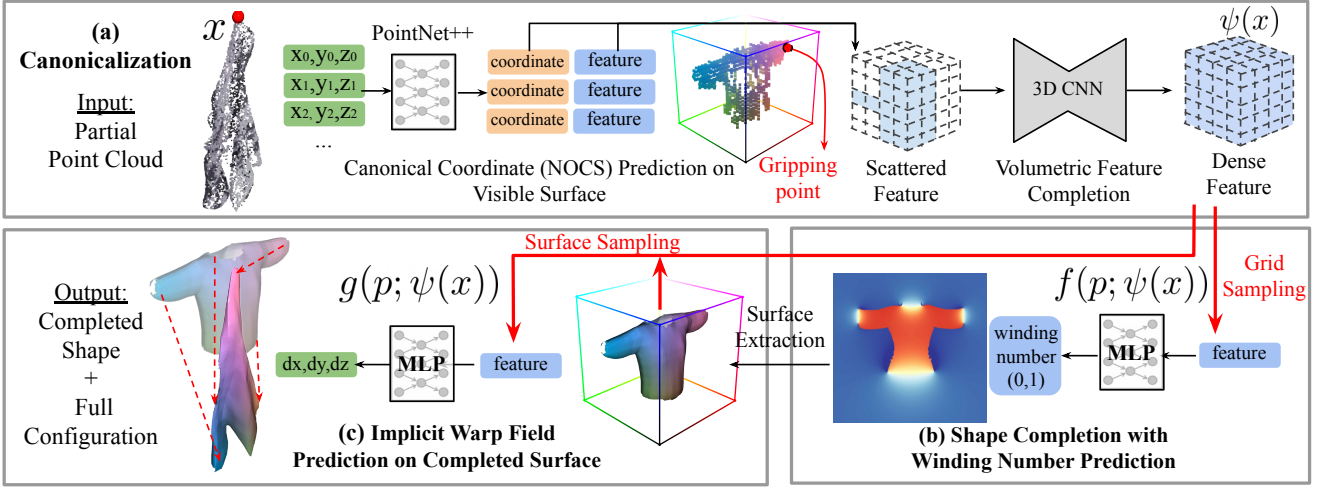 (a)
Canonicalization
Input:
Partial
Point Cloud
x
x0,y0,z0
x1,y1,z1
x2,y2,z2
...
PointNet++
coordinate feature
coordinate feature
coordinate feature
Canonical Coordinate (NOCS) Prediction on
Visible Surface
Gripping
point
Scattered
Feature
3D CNN
Volumetric Feature
Completion
ψ(x)
Dense
Feature
Output:
Completed
Shape
+
Full
Configuration
Surface Sampling
g(p; ψ(x))
dx,dy,dz
MLP
feature
(c) Implicit Warp Field
Prediction on Completed Surface
Surface
Extraction
f(p; ψ(x))
Grid
Sampling
winding
number
(0,1)
MLP
feature
(b) Shape Completion with
Winding Number Prediction